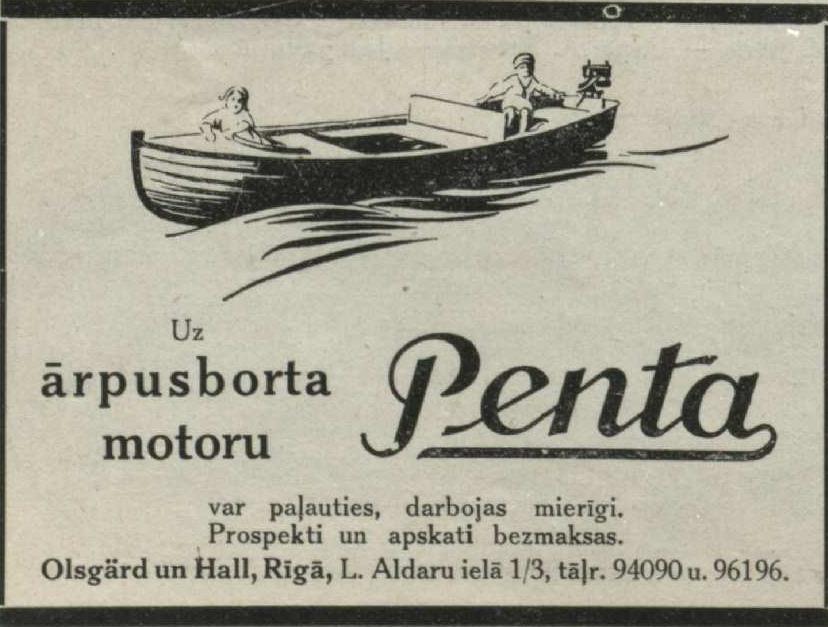 Uz
ārpusborta
motoru
Penta
var paļauties, darbojas mierīgi.
Prospekti un apskati bezmaksas.
Olsgärd un Hall, Rīgā, L. Aldaru ielā 1/3, tāļr. 94090 u. 96196.